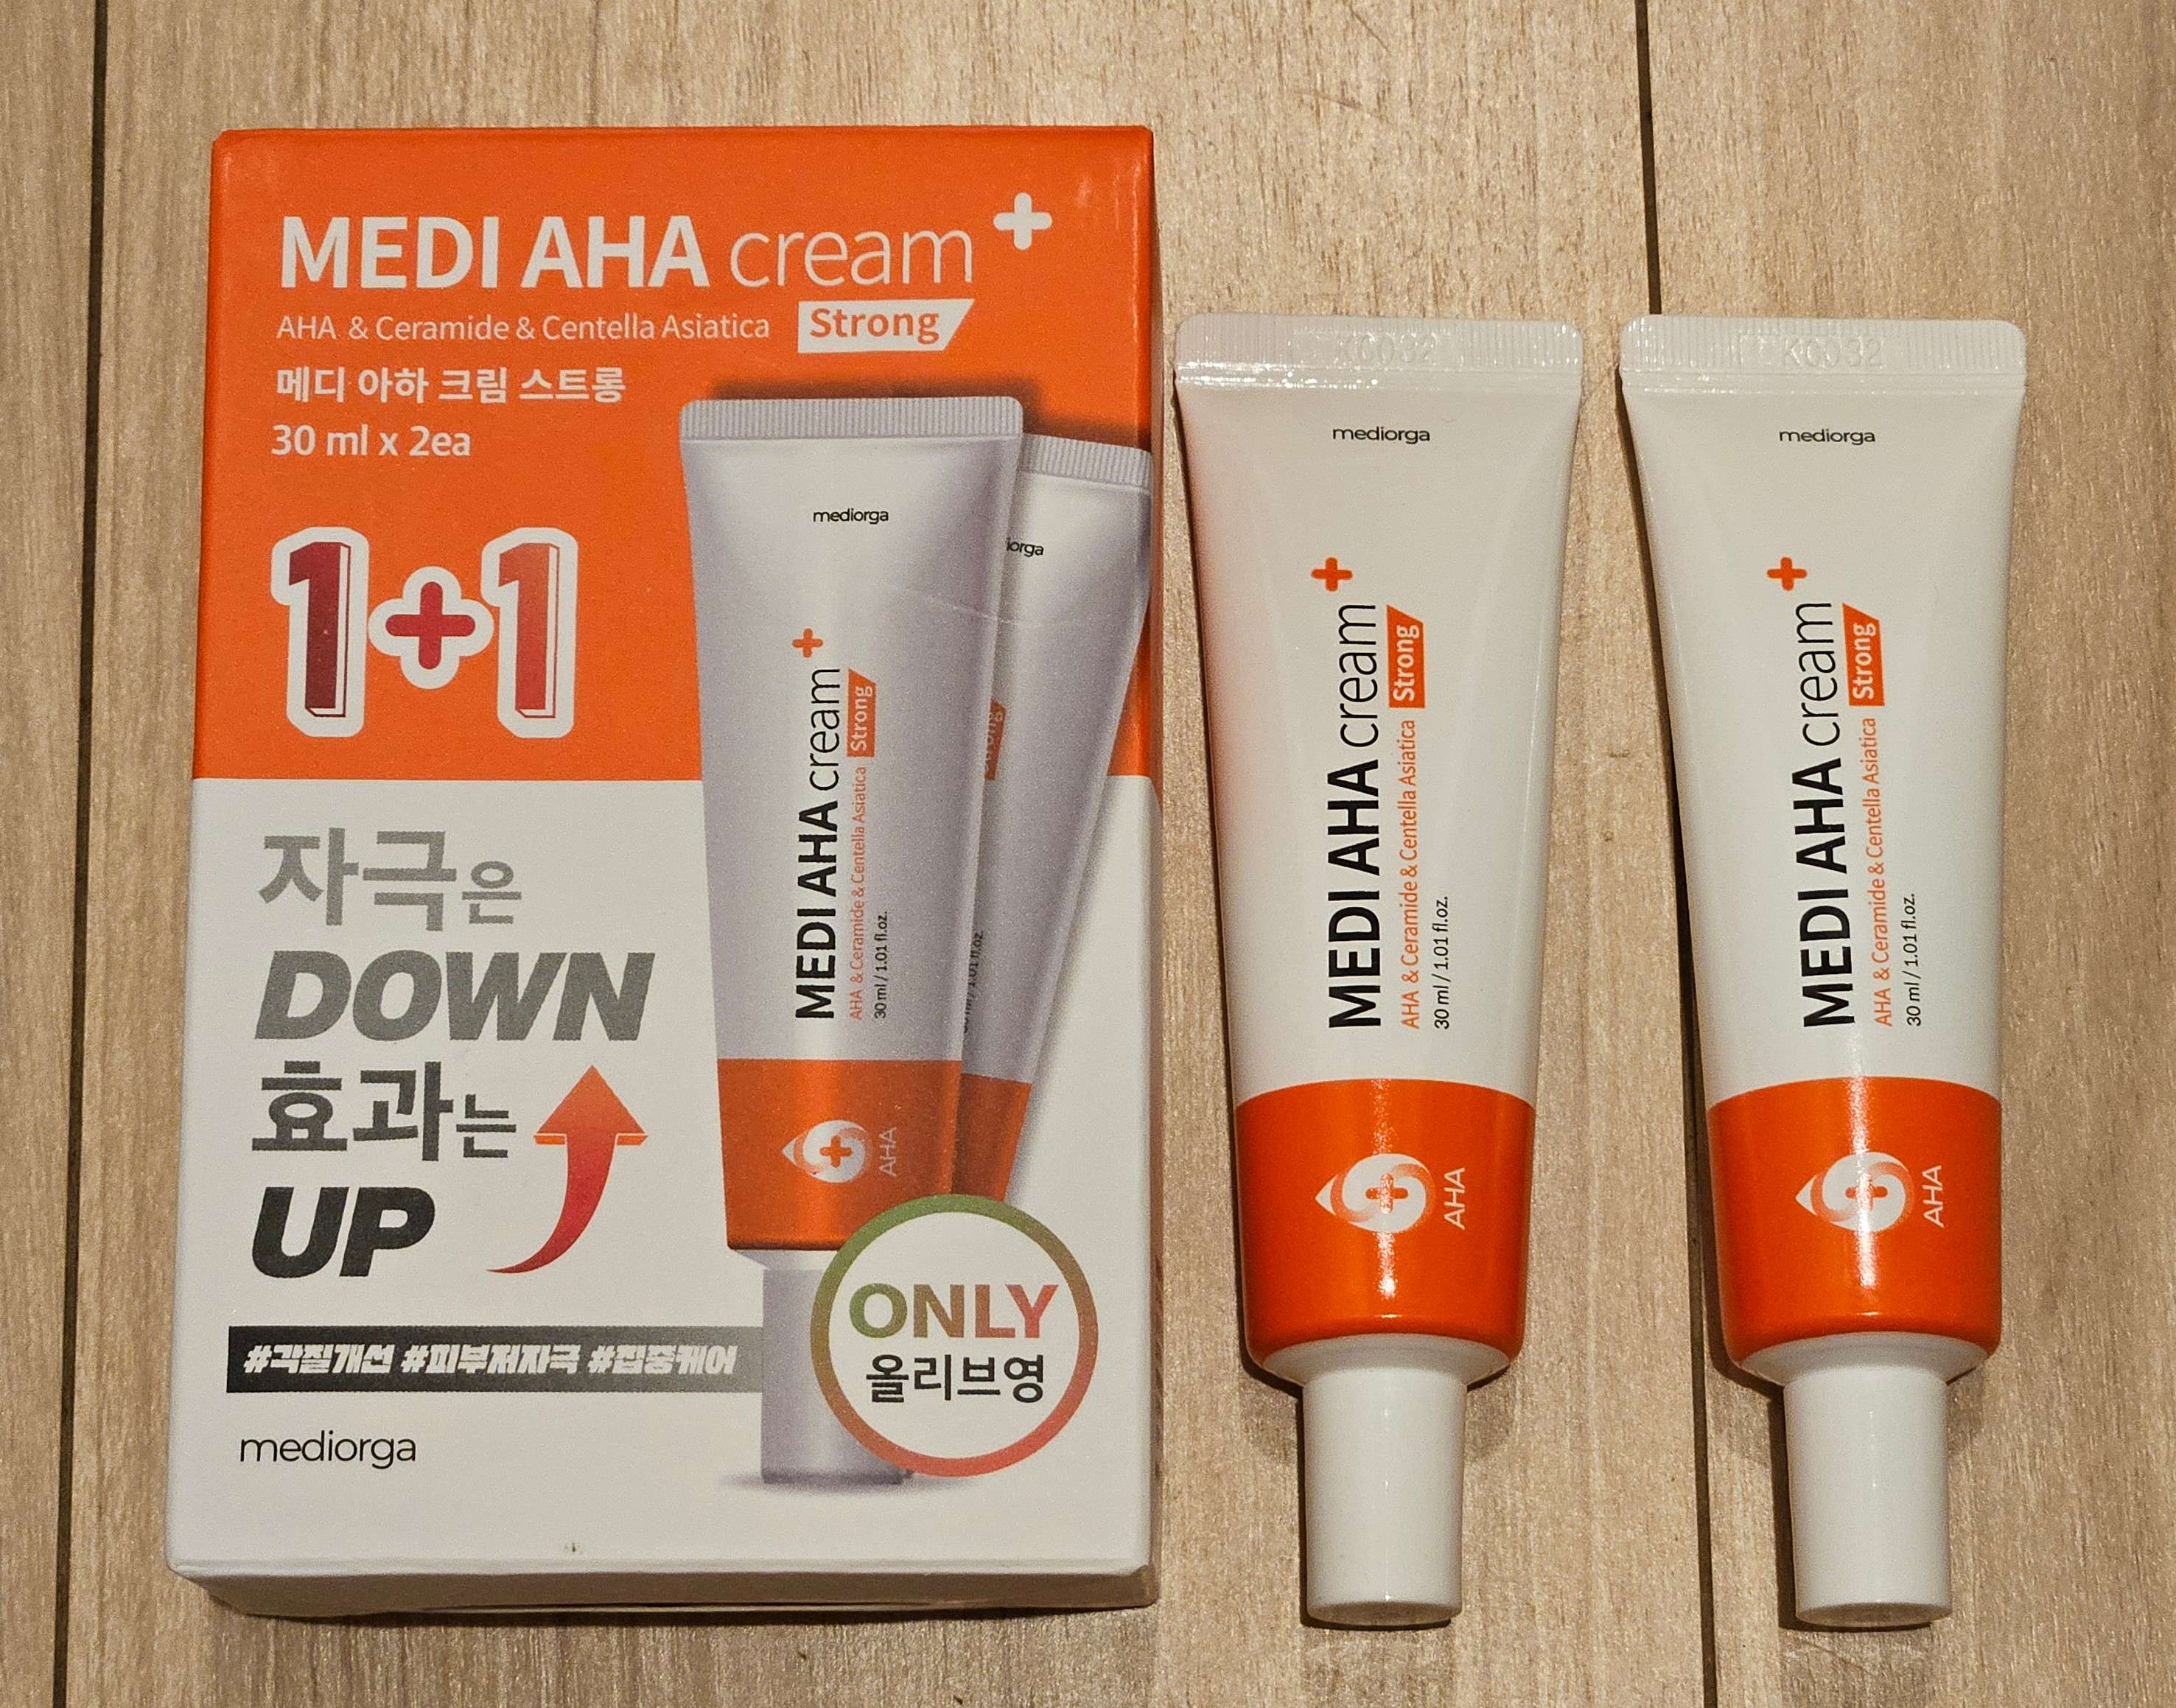 MEDI AHA cream+
AHA & Ceramide & Centella Asiatica Strong
메디 아하 크림 스트롱
30 ml x 2ea
1+1
자극은
DOWN
효과는
UP
#각질개선 #피부저자극 #집중케어
mediorga
mediorga
MEDI AHA cream+
AHA & Ceramide & Centella Asiatica Strong
30 ml / 1.01 fl.oz.
AHA
iorga
Strong
ONLY
올리브영
KC032
mediorga
MEDI AHA cream+
AHA & Ceramide & Centella Asiatica Strong
30 ml / 1.01 fl.oz.
AHA
KC032
mediorga
MEDI AHA cream+
AHA & Ceramide & Centella Asiatica Strong
30 ml / 1.01 fl.oz.
AHA